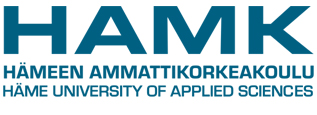 HAMK
HÄMEEN AMMATTIKORKEAKOULU
HÄME UNIVERSITY OF APPLIED SCIENCES